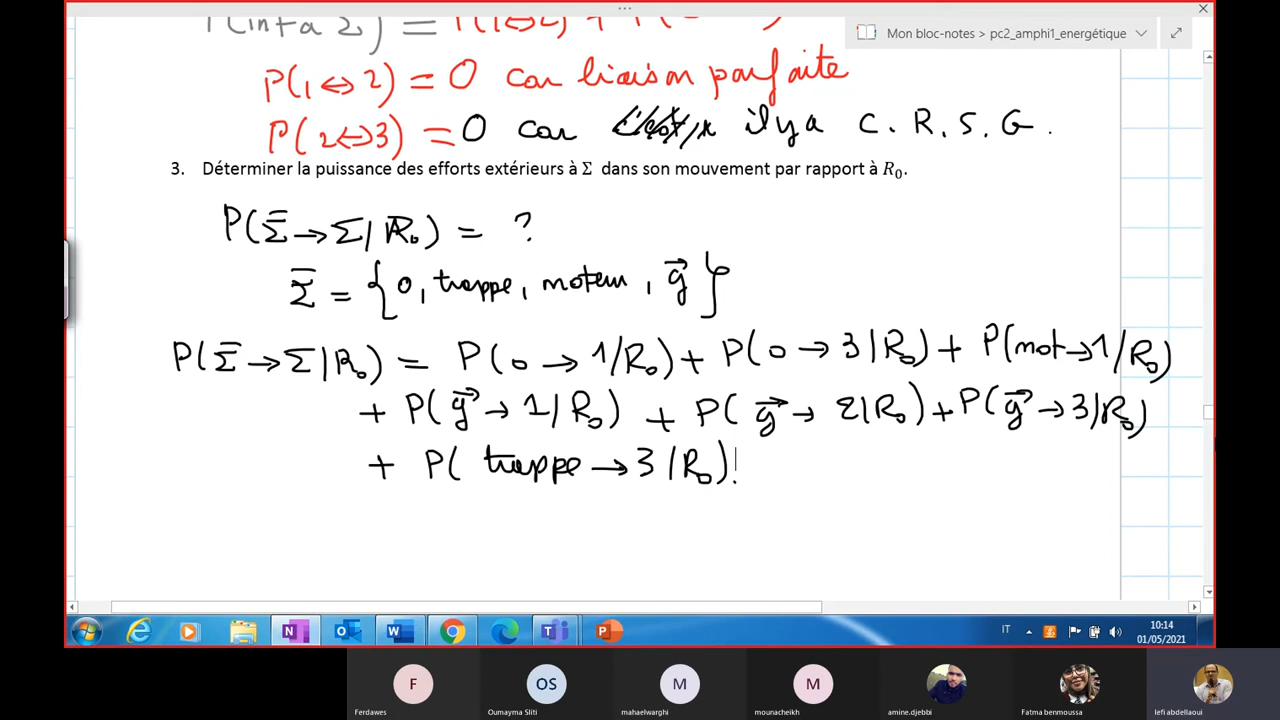 Mon bloc-notes > pc2_amphi1_energétique
P(int à Σ) =
P(1↔2) = 0 car liaison parfaite
P(2↔3) = 0 car il y a C.R.S.G.
3. Déterminer la puissance des efforts extérieurs à Σ dans son mouvement par rapport à R₀.
P(Σ̄→Σ/R₀) = ?
Σ̄ = {0, trappe, moteur, g⃗}
P(Σ̄→Σ/R₀) = P(0→1/R₀) + P(0→3/R₀) + P(mot→1/R₀)
+ P(g⃗→1/R₀) + P(g⃗→2/R₀) + P(g⃗→3/R₀)
+ P(trappe→3/R₀)
IT
10:14
01/05/2021
F OS M M
Ferdawes Oumayma Sliti mahaelwarghi mounacheikh amine.djebbi Fatma benmoussa lefi abdellaoui